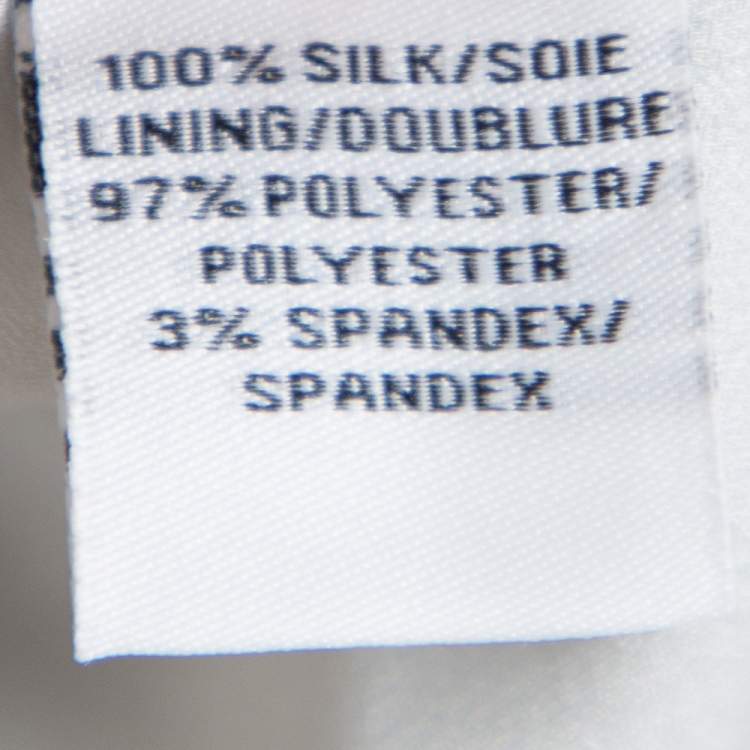 100% SILK/SOIE
LINING/DOUBLURE
97% POLYESTER/
POLYESTER
3% SPANDEX/
SPANDEX